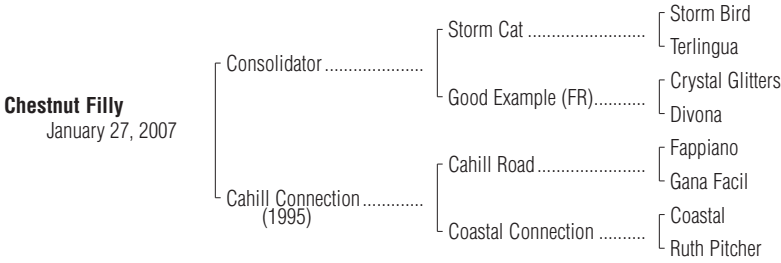 Storm Bird
Storm Cat ..........................
Terlingua
Consolidator......................
Crystal Glitters
Good Example (FR)...........
Chestnut Filly
Divona
January 27, 2007
Fappiano
Cahill Road........................
Gana Facil
Cahill Connection..............
(1995)
Coastal
Coastal Connection ..........
Ruth Pitcher